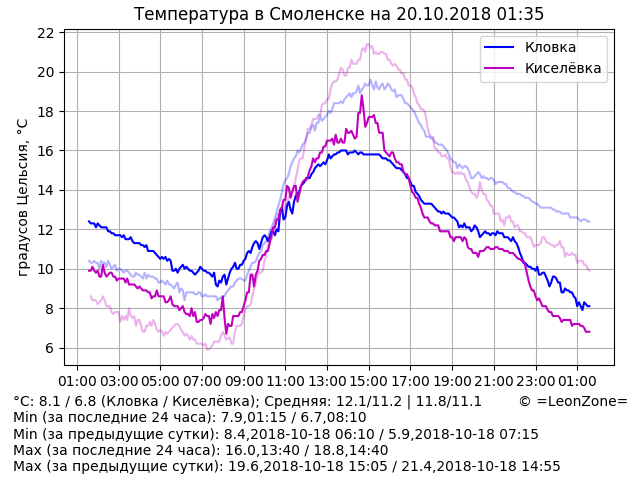 Температура в Смоленске на 20.10.2018 01:35
градусов Цельсия, °C
22
20
18
16
14
12
10
8
6
Кловка
Киселёвка
01:00 03:00 05:00 07:00 09:00 11:00 13:00 15:00 17:00 19:00 21:00 23:00 01:00
°C: 8.1 / 6.8 (Кловка / Киселёвка); Средняя: 12.1/11.2 | 11.8/11.1 © =LeonZone=
Min (за последние 24 часа): 7.9,01:15 / 6.7,08:10
Min (за предыдущие сутки): 8.4,2018-10-18 06:10 / 5.9,2018-10-18 07:15
Max (за последние 24 часа): 16.0,13:40 / 18.8,14:40
Max (за предыдущие сутки): 19.6,2018-10-18 15:05 / 21.4,2018-10-18 14:55